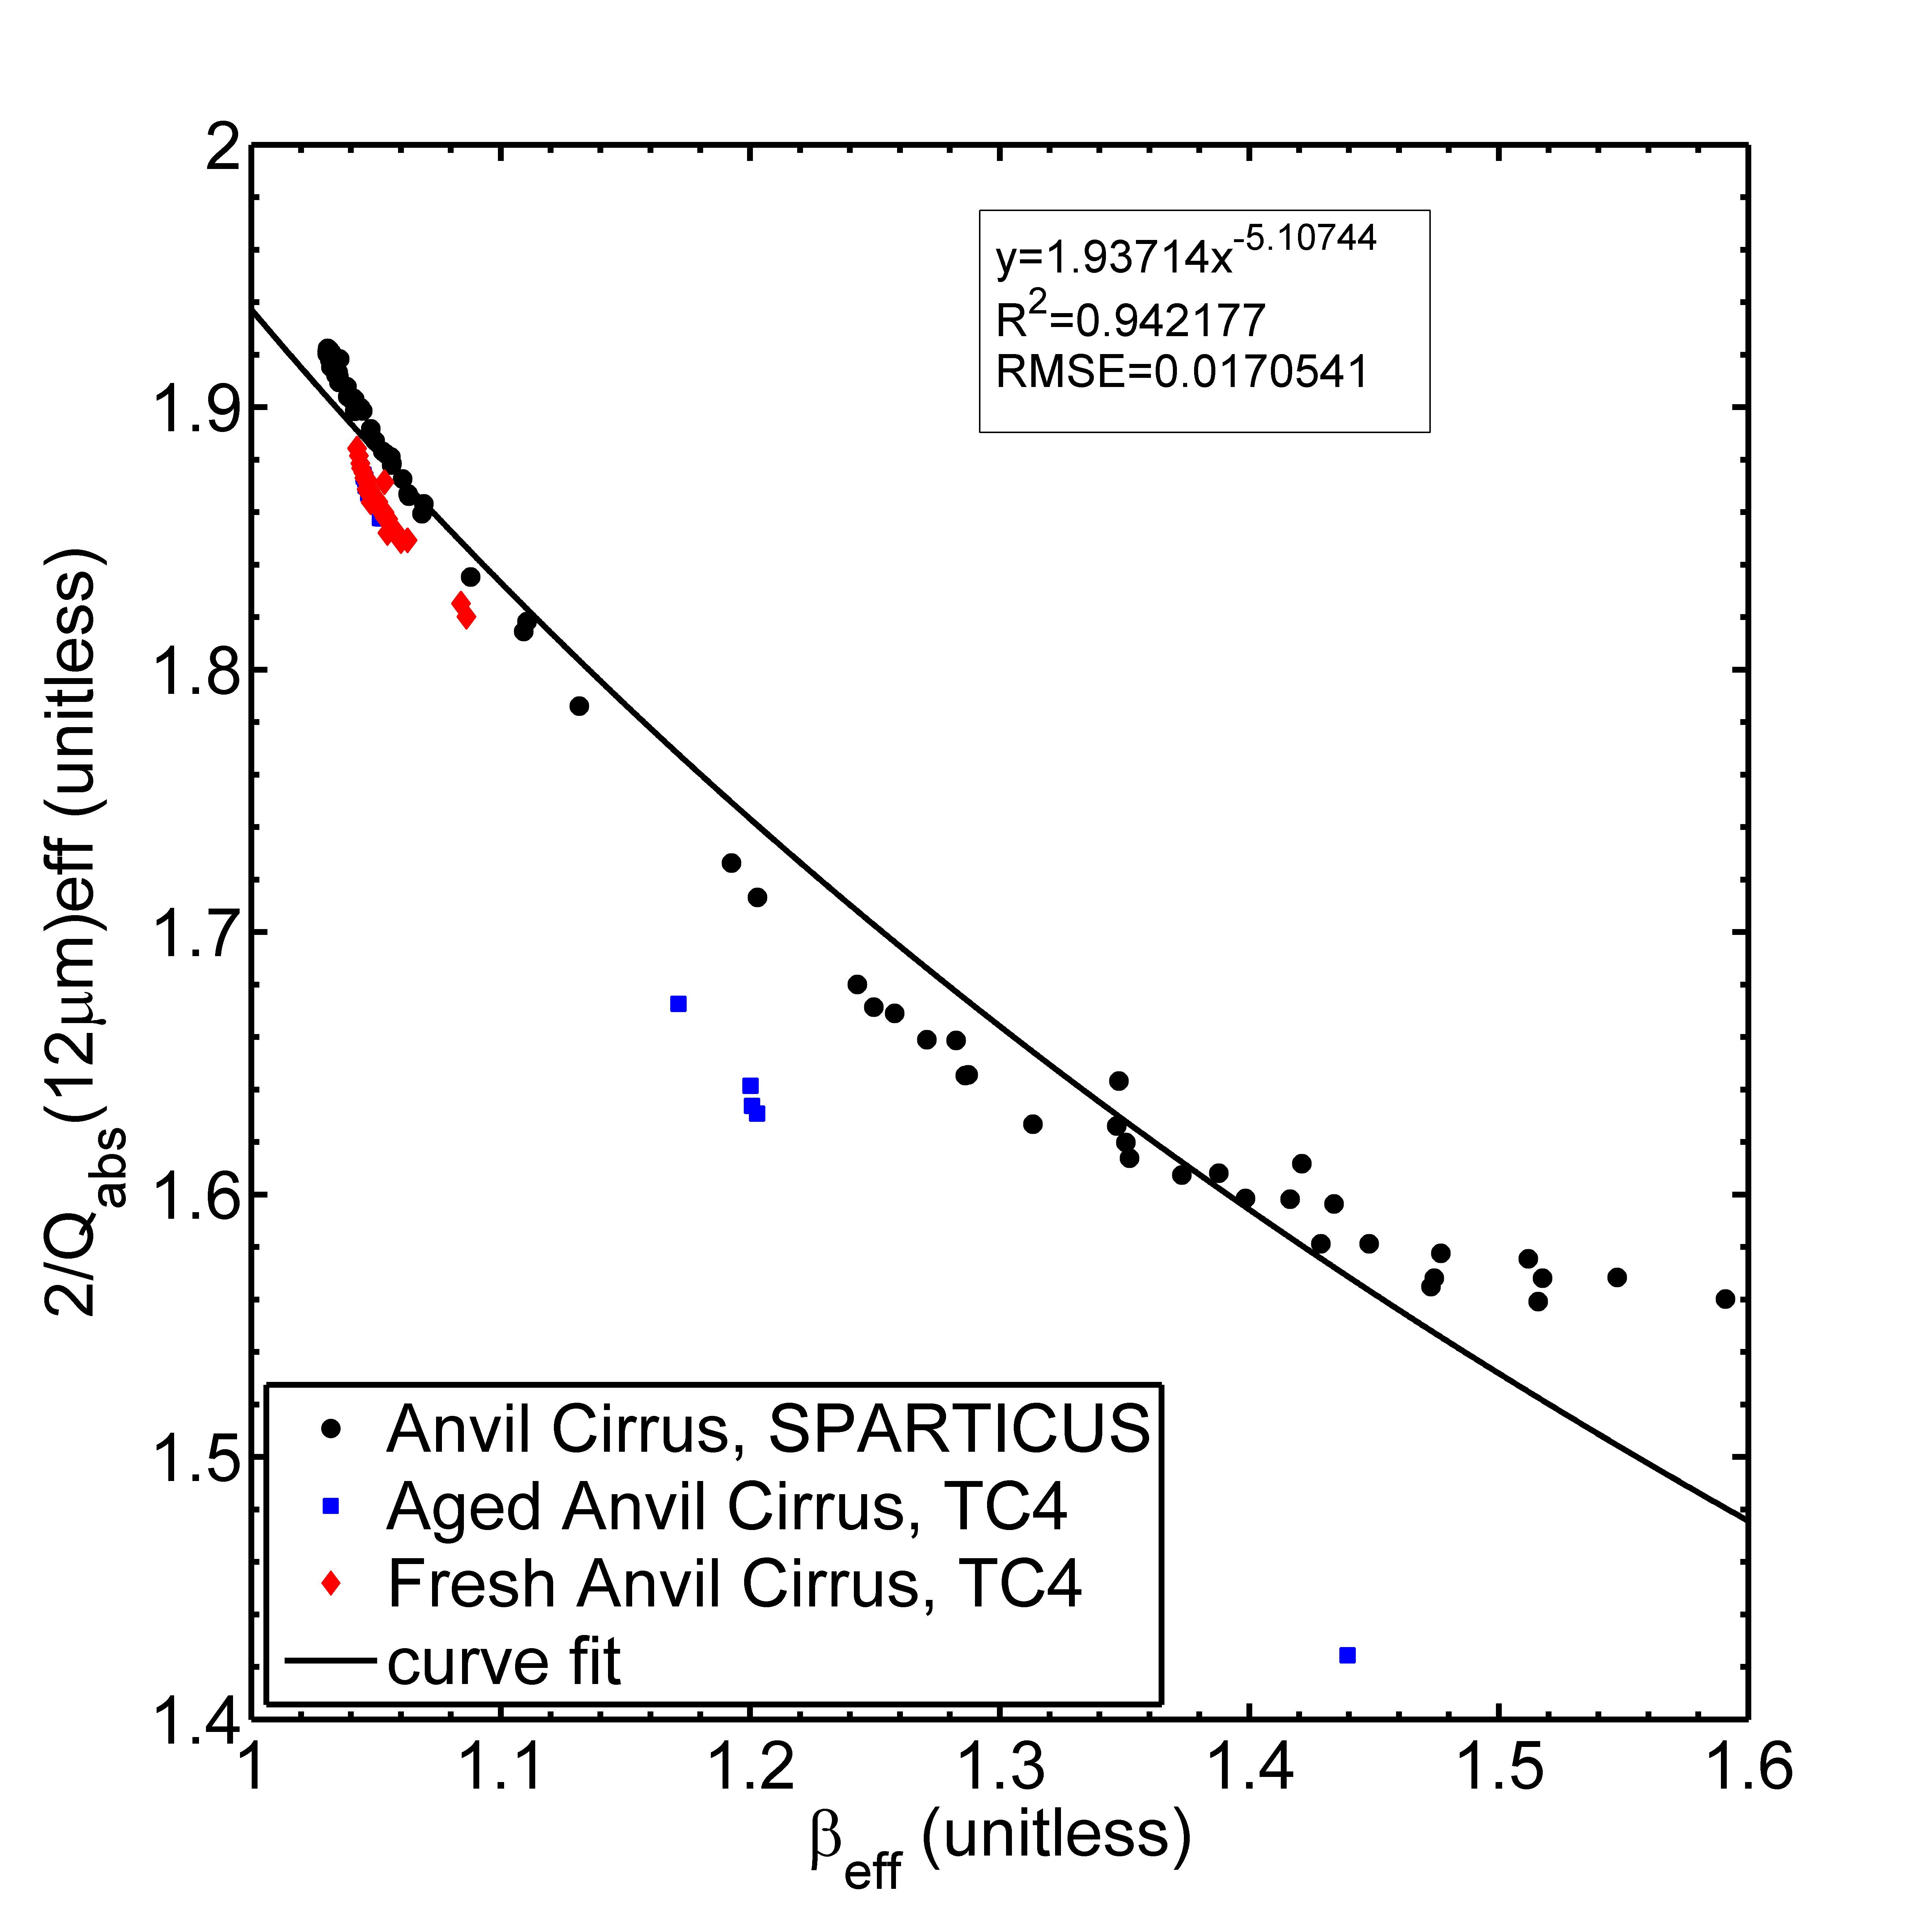 2
1.9
1.8
1.7
1.6
1.5
1.4
2/Qabs(12μm)eff (unitless)
y=1.93714x-5.10744
R2=0.942177
RMSE=0.0170541
Anvil Cirrus, SPARTICUS
Aged Anvil Cirrus, TC4
Fresh Anvil Cirrus, TC4
curve fit
1 1.1 1.2 1.3 1.4 1.5 1.6
βeff (unitless)